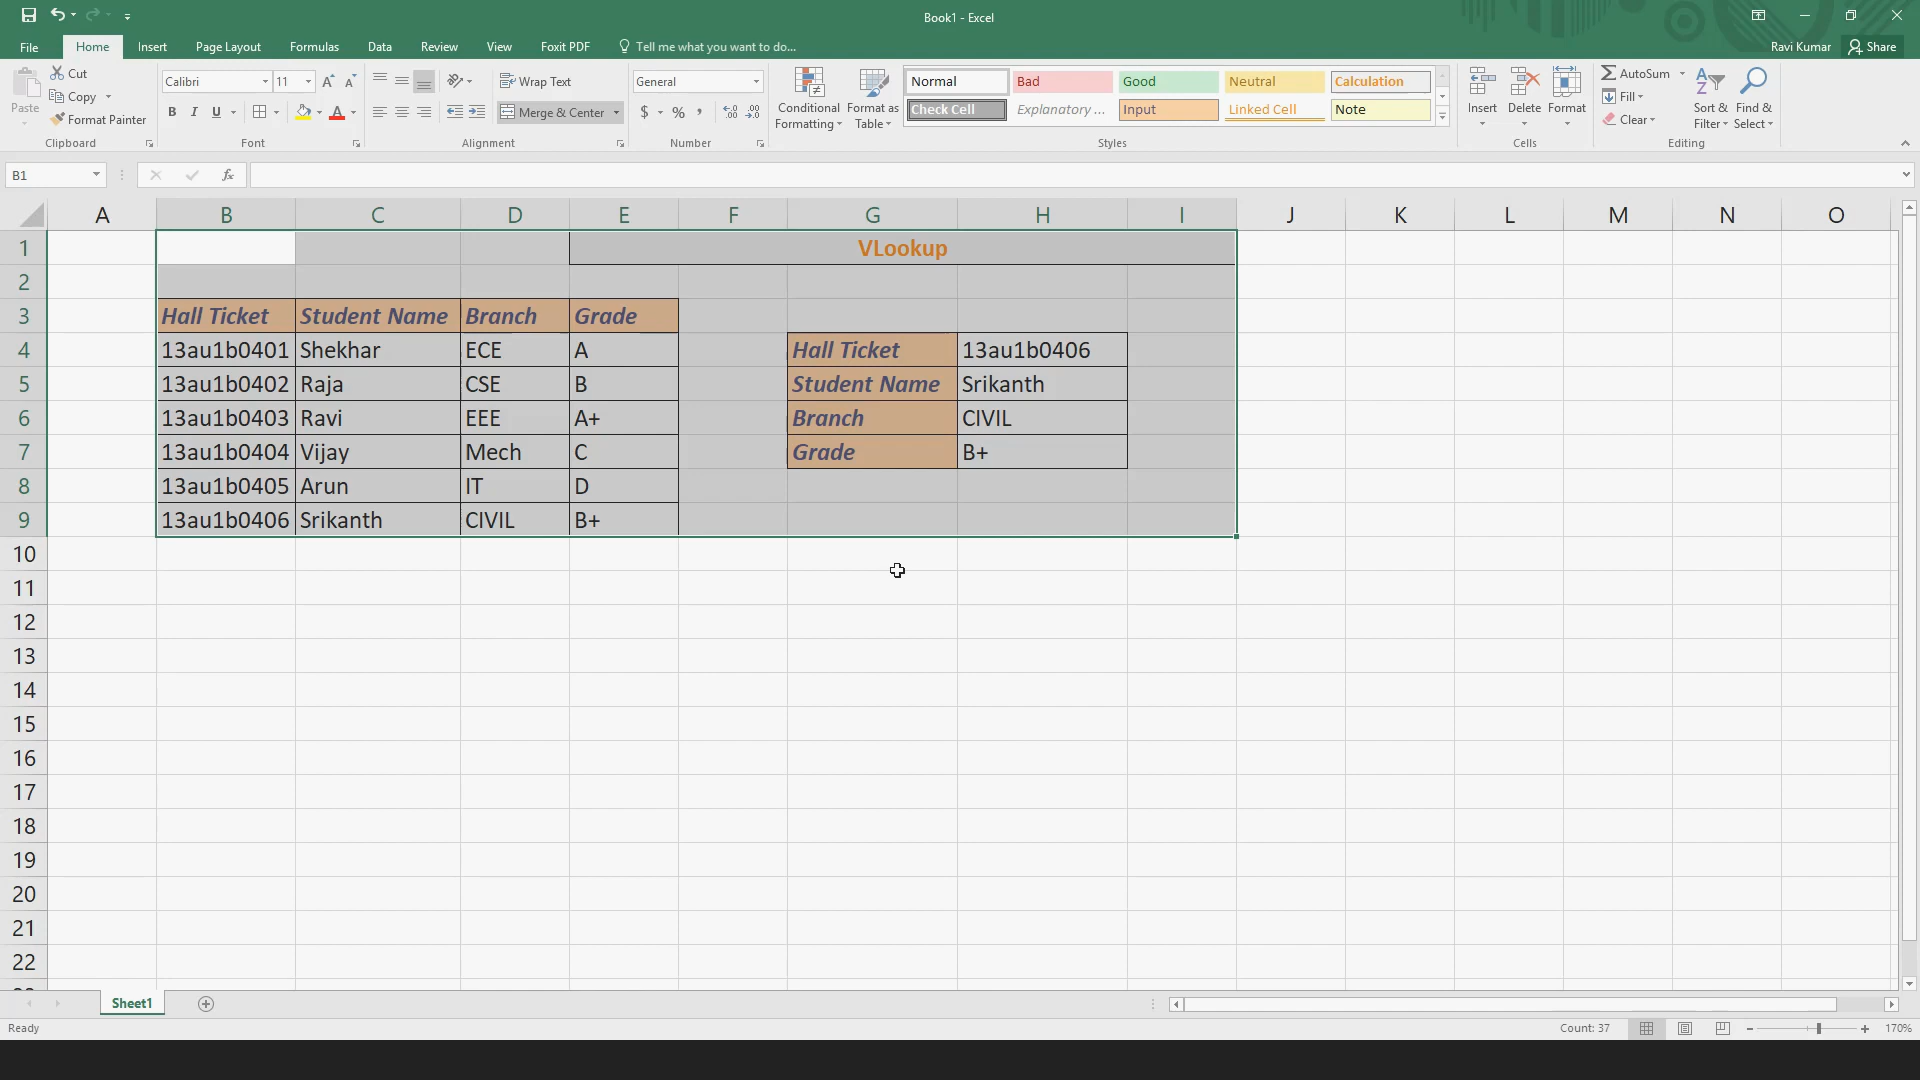 Book1 - Excel
File Home Insert Page Layout Formulas Data Review View Foxit PDF Tell me what you want to do... Ravi Kumar Share
Paste Cut Copy Format Painter
Calibri 11 B I U
Wrap Text Merge & Center
General $ % ,
Conditional Formatting Format as Table
Normal Bad Good Neutral Calculation
Check Cell Explanatory ... Input Linked Cell Note
Insert Delete Format
AutoSum Fill Clear Sort & Filter Find & Select
Clipboard Font Alignment Number Styles Cells Editing
B1 fx
A B C D E F G H I J K L M N O
1 VLookup
2
3 Hall Ticket Student Name Branch Grade
4 13au1b0401 Shekhar ECE A Hall Ticket 13au1b0406
5 13au1b0402 Raja CSE B Student Name Srikanth
6 13au1b0403 Ravi EEE A+ Branch CIVIL
7 13au1b0404 Vijay Mech C Grade B+
8 13au1b0405 Arun IT D
9 13au1b0406 Srikanth CIVIL B+
10
11
12
13
14
15
16
17
18
19
20
21
22
Sheet1
Ready Count: 37 170%